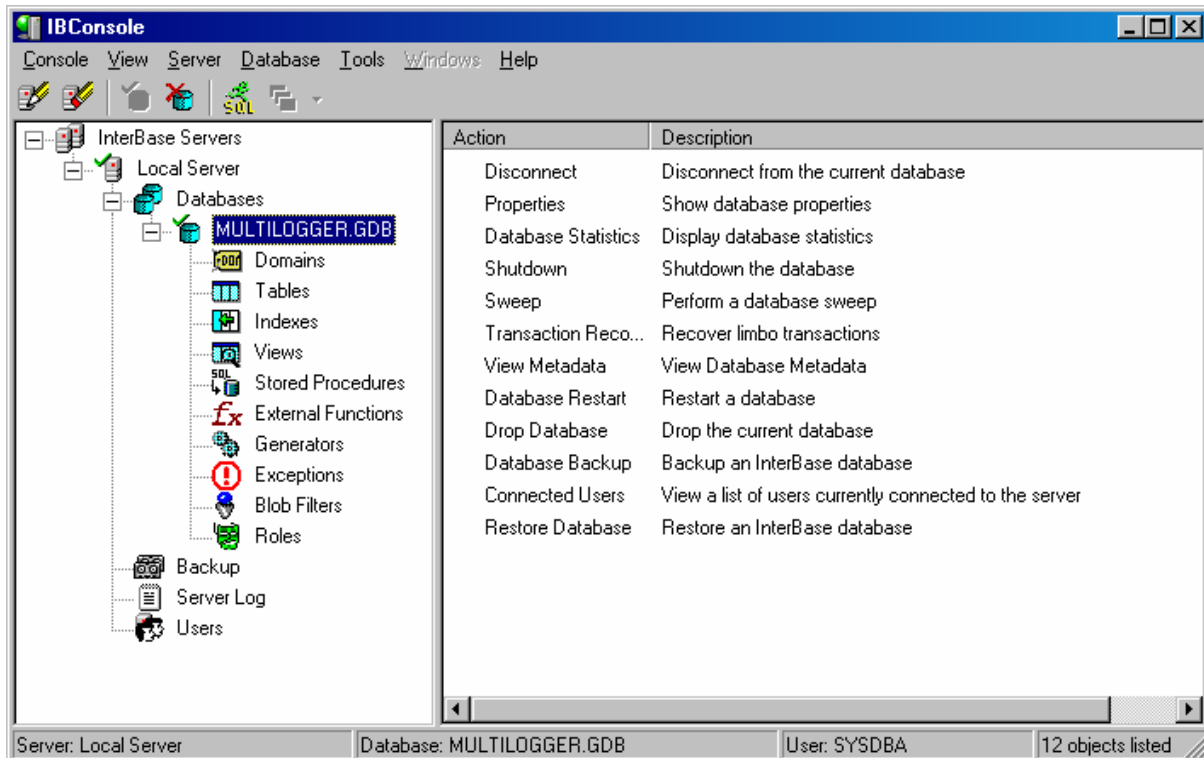 IBConsole
Console View Server Database Tools Windows Help
SQL
InterBase Servers
Local Server
Databases
MULTILOGGER.GDB
Domains
Tables
Indexes
Views
SQL
Stored Procedures
fx External Functions
Generators
Exceptions
Blob Filters
Roles
Backup
Server Log
Users
Action Description
Disconnect Disconnect from the current database
Properties Show database properties
Database Statistics Display database statistics
Shutdown Shutdown the database
Sweep Perform a database sweep
Transaction Reco... Recover limbo transactions
View Metadata View Database Metadata
Database Restart Restart a database
Drop Database Drop the current database
Database Backup Backup an InterBase database
Connected Users View a list of users currently connected to the server
Restore Database Restore an InterBase database
Server: Local Server Database: MULTILOGGER.GDB User: SYSDBA 12 objects listed